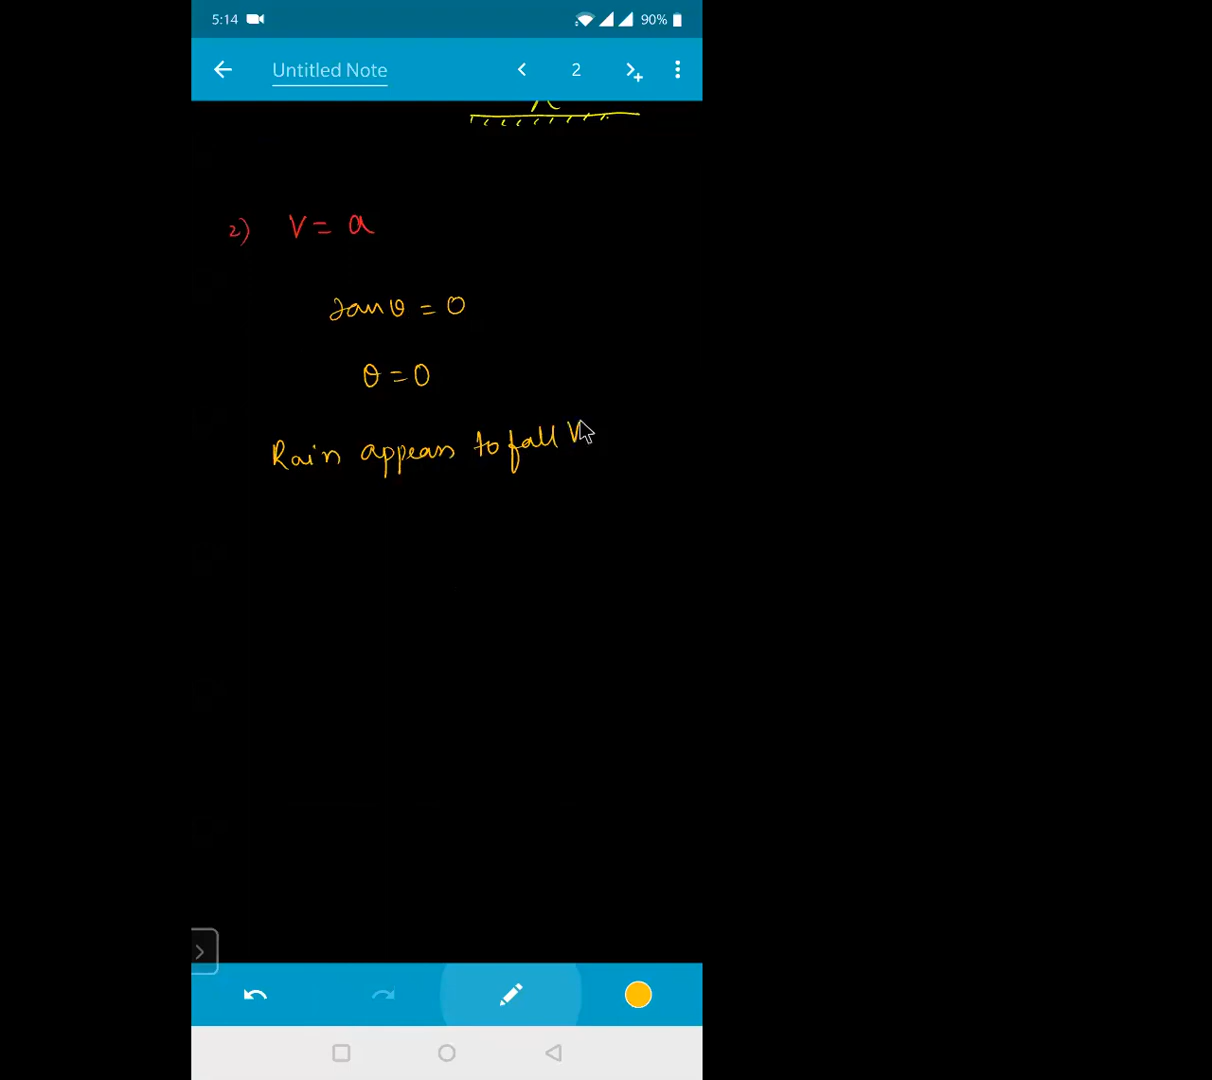 5:14 90%
Untitled Note 2
2) V = a
tan θ = 0
θ = 0
Rain appears to fall V